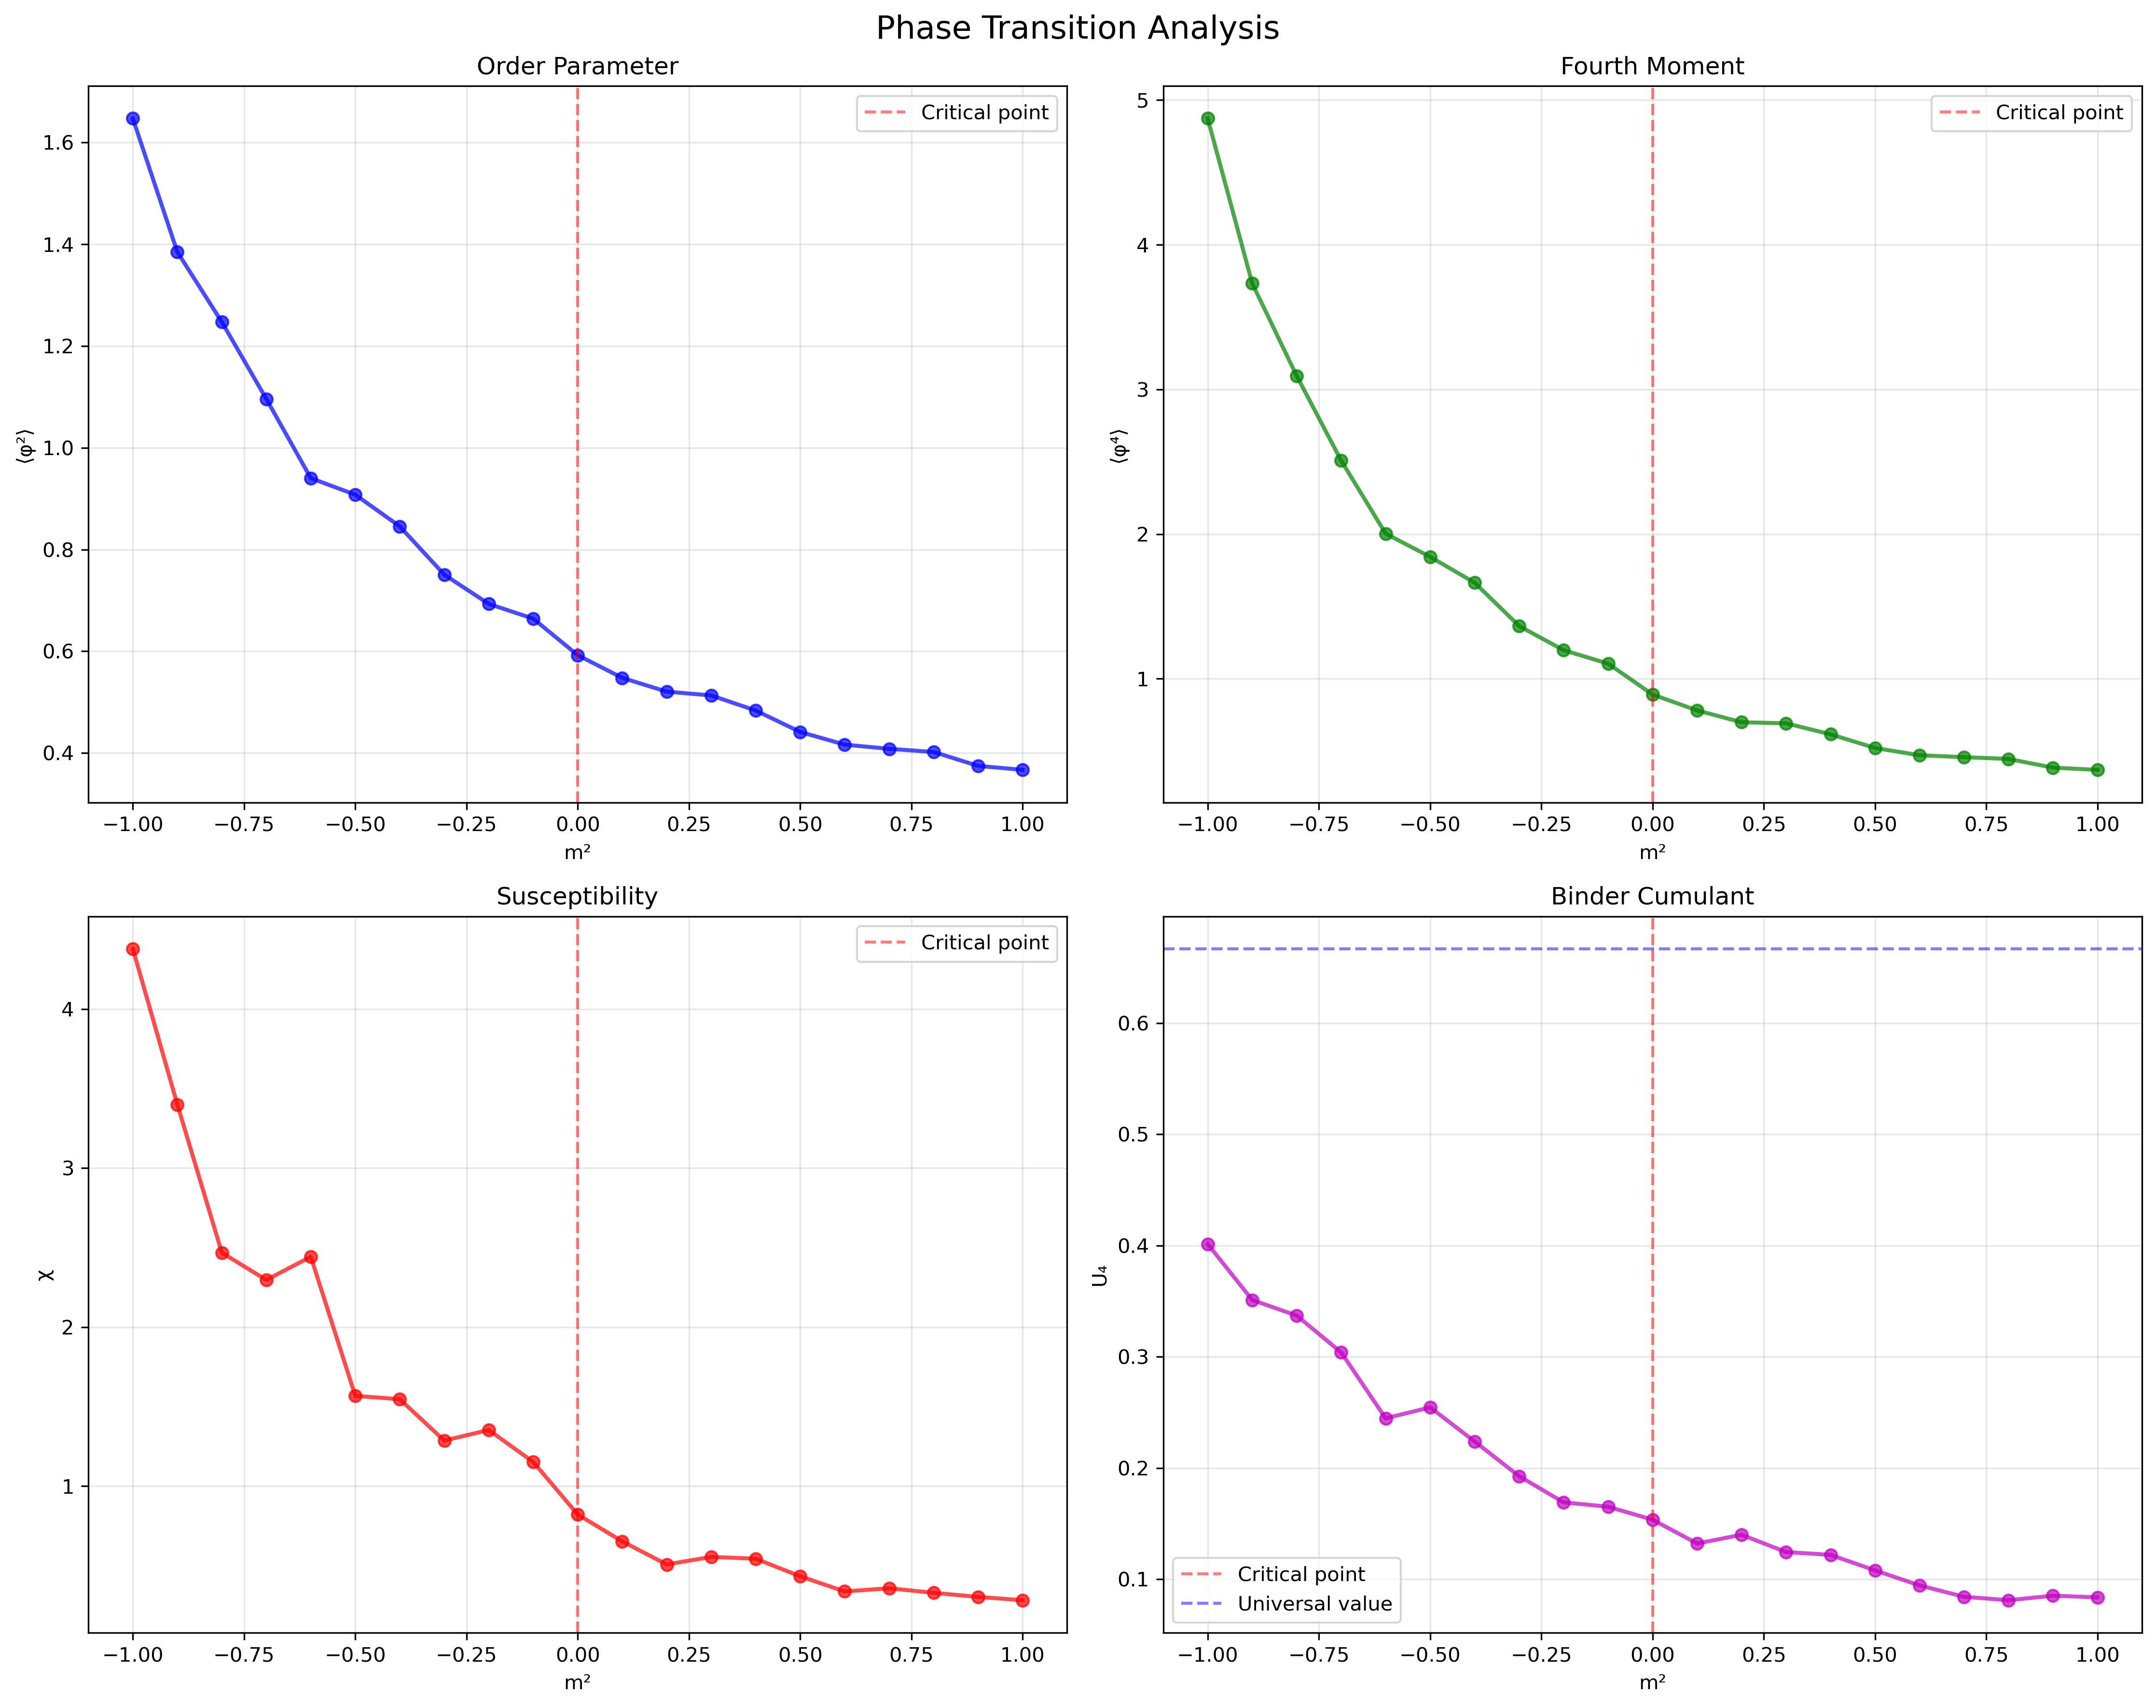 Phase Transition Analysis
Order Parameter
Critical point
⟨φ²⟩
1.6
1.4
1.2
1.0
0.8
0.6
0.4
−1.00 −0.75 −0.50 −0.25 0.00 0.25 0.50 0.75 1.00
m²
Fourth Moment
Critical point
⟨φ⁴⟩
5
4
3
2
1
−1.00 −0.75 −0.50 −0.25 0.00 0.25 0.50 0.75 1.00
m²
Susceptibility
Critical point
χ
4
3
2
1
−1.00 −0.75 −0.50 −0.25 0.00 0.25 0.50 0.75 1.00
m²
Binder Cumulant
U₄
0.6
0.5
0.4
0.3
0.2
0.1
Critical point
Universal value
−1.00 −0.75 −0.50 −0.25 0.00 0.25 0.50 0.75 1.00
m²